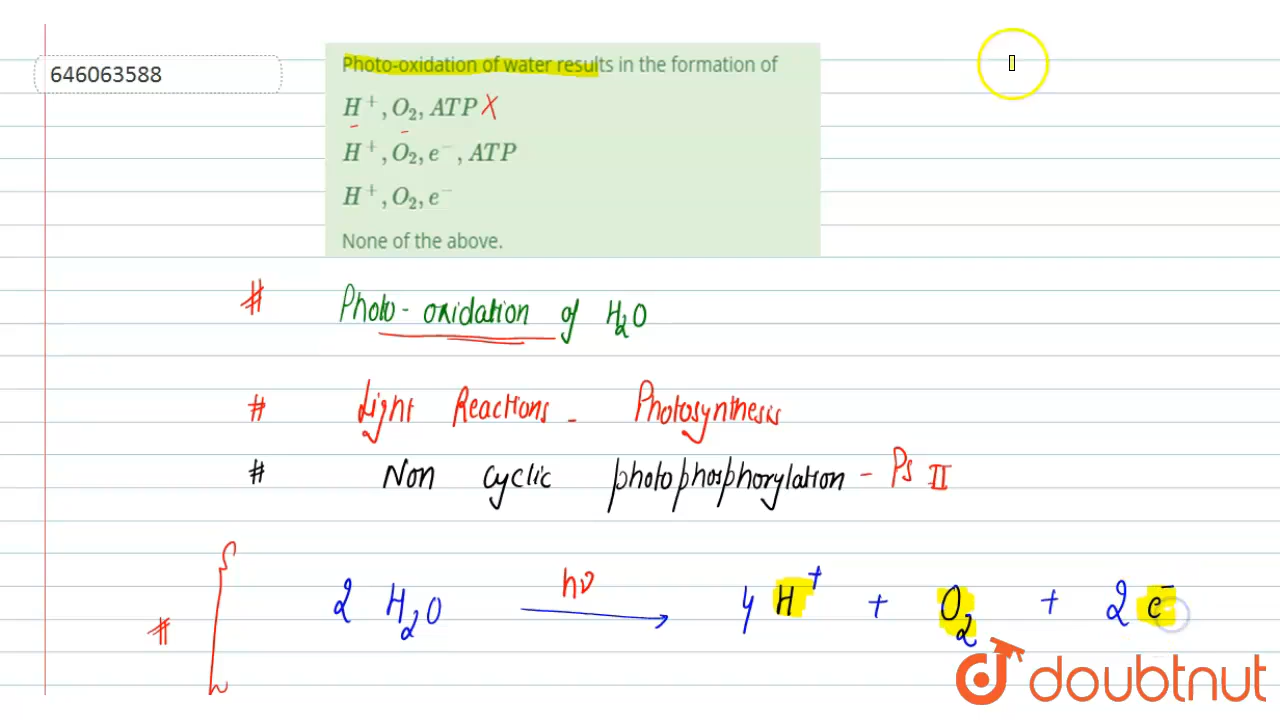 646063588
Photo-oxidation of water results in the formation of
H⁺, O₂, ATP X
H⁺, O₂, e⁻, ATP
H⁺, O₂, e⁻
None of the above.
# Photo-oxidation of H₂O
# Light Reactions - Photosynthesis
# Non cyclic photophosphorylation - Ps II
hν
# 2 H₂O → 4 H⁺ + O₂ + 2 e⁻
doubtnut